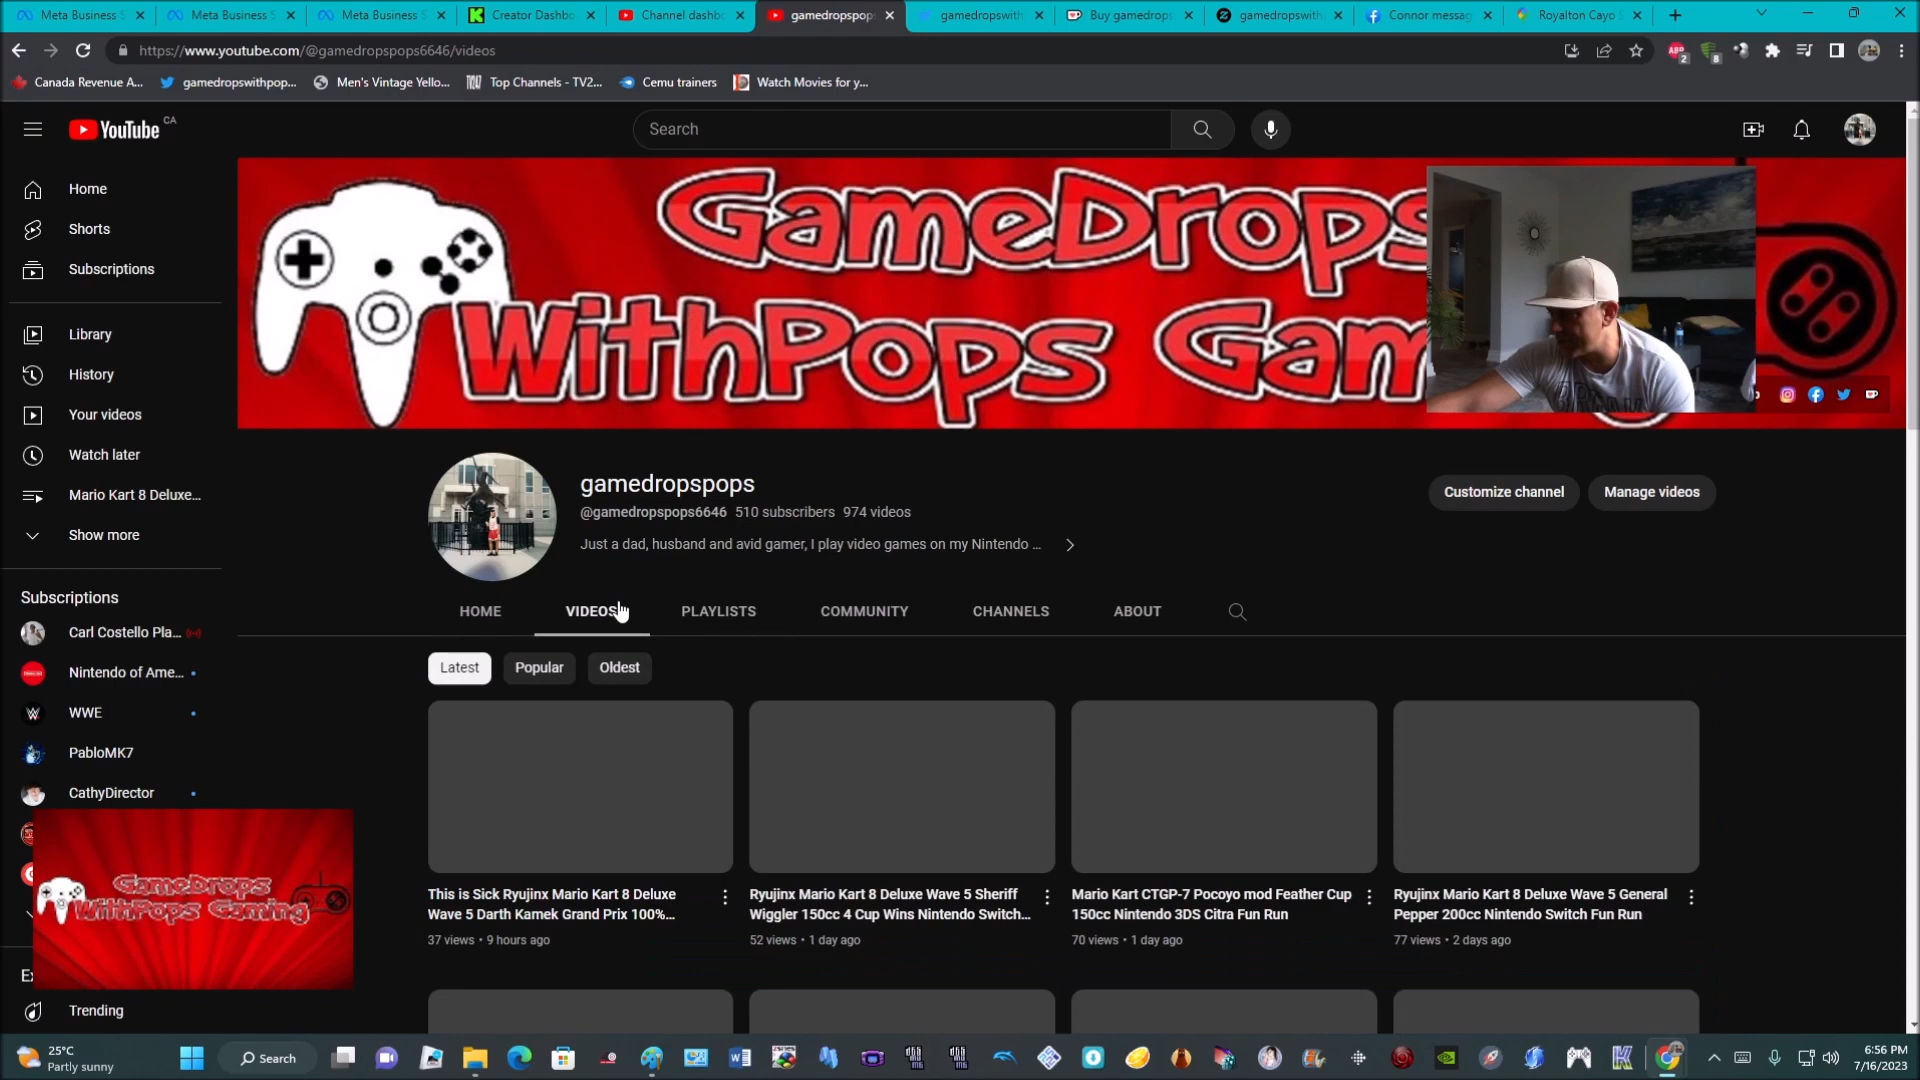 Meta Business S
Meta Business S
Meta Business S
Creator Dashbo
Channel dashbo
gamedropspop
gamedropswith
Buy gamedrops
gamedropswith
Connor messag
Royalton Cayo S
https://www.youtube.com/@gamedropspops6646/videos
ABP
2
8
Canada Revenue A...
gamedropswithpop...
Men's Vintage Yello...
Top Channels - TV2...
Cemu trainers
Watch Movies for y...
YouTube CA
Search
Home
Shorts
Subscriptions
Library
History
Your videos
Watch later
Mario Kart 8 Deluxe...
Show more
Subscriptions
Carl Costello Pla...
Nintendo of Ame...
WWE
PabloMK7
CathyDirector
Trending
GameDrops
WithPops Gam
gamedropspops
@gamedropspops6646 510 subscribers 974 videos
Just a dad, husband and avid gamer, I play video games on my Nintendo ...
Customize channel
Manage videos
HOME
VIDEOS
PLAYLISTS
COMMUNITY
CHANNELS
ABOUT
Latest
Popular
Oldest
This is Sick Ryujinx Mario Kart 8 Deluxe
Wave 5 Darth Kamek Grand Prix 100%...
37 views • 9 hours ago
Ryujinx Mario Kart 8 Deluxe Wave 5 Sheriff
Wiggler 150cc 4 Cup Wins Nintendo Switch...
52 views • 1 day ago
Mario Kart CTGP-7 Pocoyo mod Feather Cup
150cc Nintendo 3DS Citra Fun Run
70 views • 1 day ago
Ryujinx Mario Kart 8 Deluxe Wave 5 General
Pepper 200cc Nintendo Switch Fun Run
77 views • 2 days ago
GameDrops
WithPops Gaming
Ex
25°C
Partly sunny
Search
6:56 PM
7/16/2023